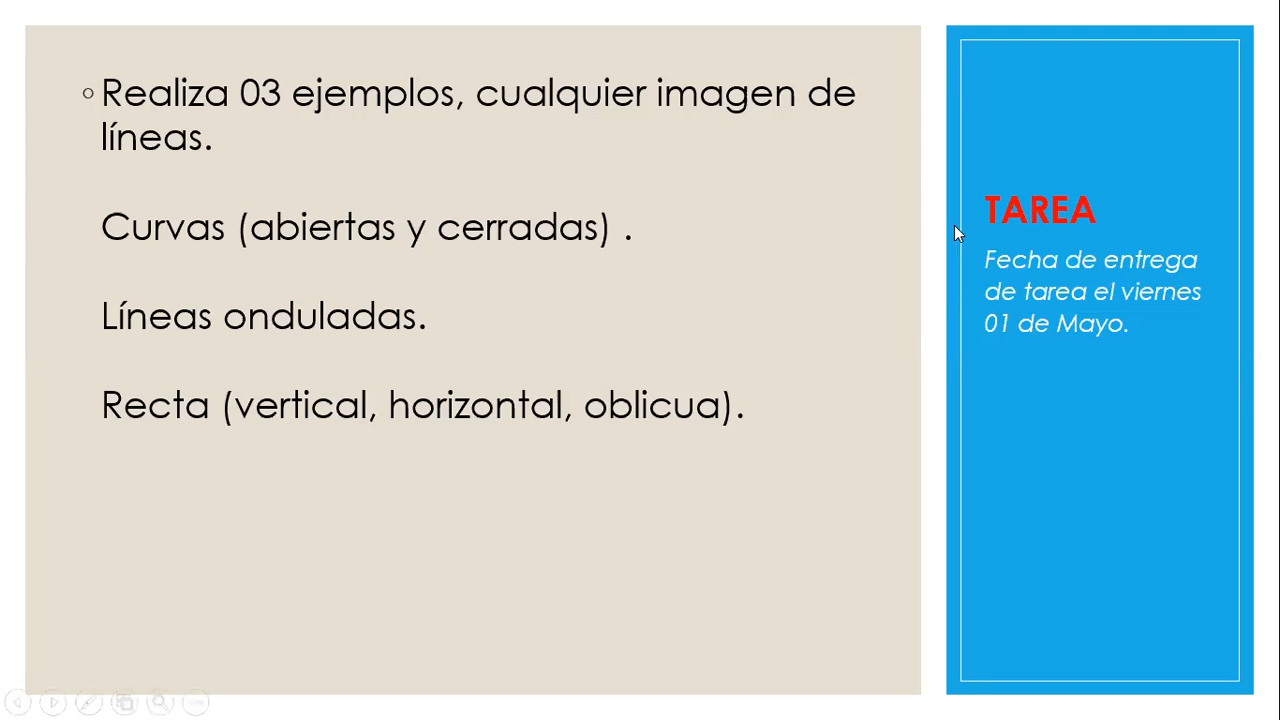 ◦Realiza 03 ejemplos, cualquier imagen de
líneas.
Curvas (abiertas y cerradas) .
Líneas onduladas.
Recta (vertical, horizontal, oblicua).
TAREA
Fecha de entrega
de tarea el viernes
01 de Mayo.